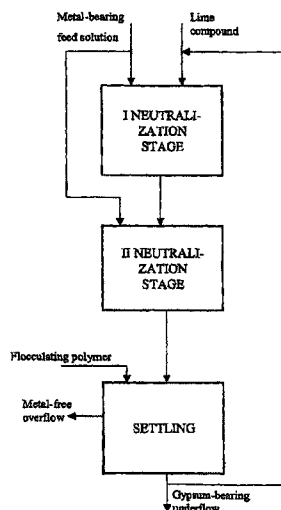 Metal-bearing
feed solution
Lime
compound
I NEUTRALI-
ZATION
STAGE
II NEUTRALI-
ZATION
STAGE
Flocculating polymer
Metal-free
overflow
SETTLING
Gypsum-bearing
underflow